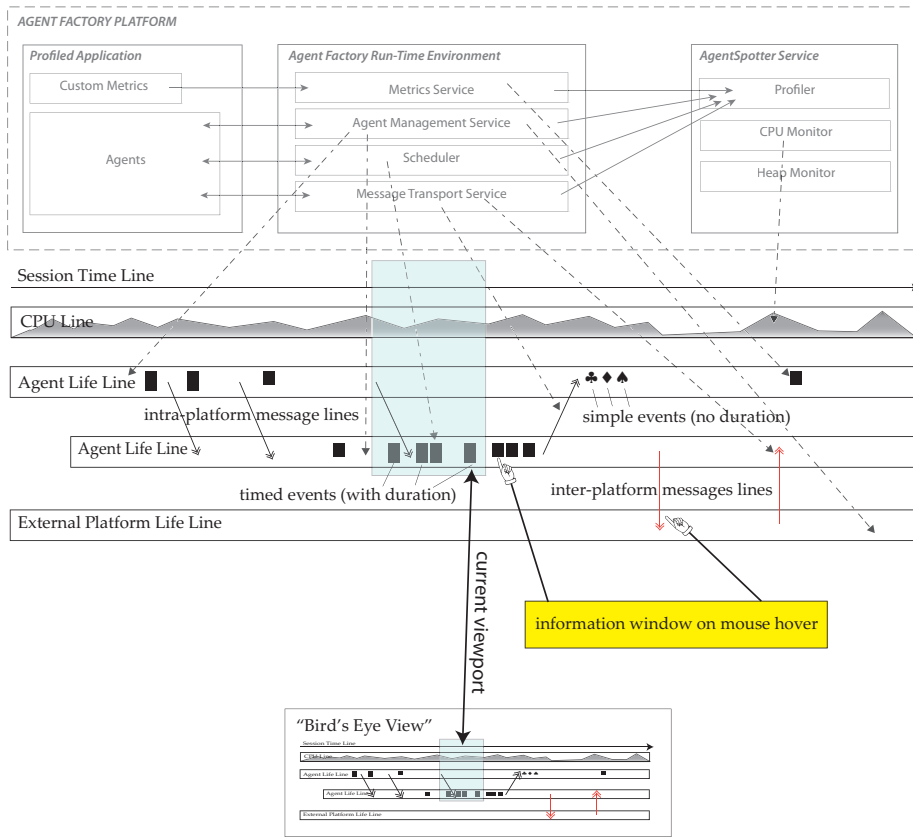 AGENT FACTORY PLATFORM
Profiled Application
Agent Factory Run-Time Environment
AgentSpotter Service
Custom Metrics
Metrics Service
Profiler
Agents
Agent Management Service
CPU Monitor
Scheduler
Heap Monitor
Message Transport Service
Session Time Line
CPU Line
Agent Life Line
intra-platform message lines
simple events (no duration)
Agent Life Line
timed events (with duration)
inter-platform messages lines
External Platform Life Line
current viewport
information window on mouse hover
“Bird's Eye View”
Session Time Line
CPU Line
Agent Life Line
Agent Life Line
External Platform Life Line